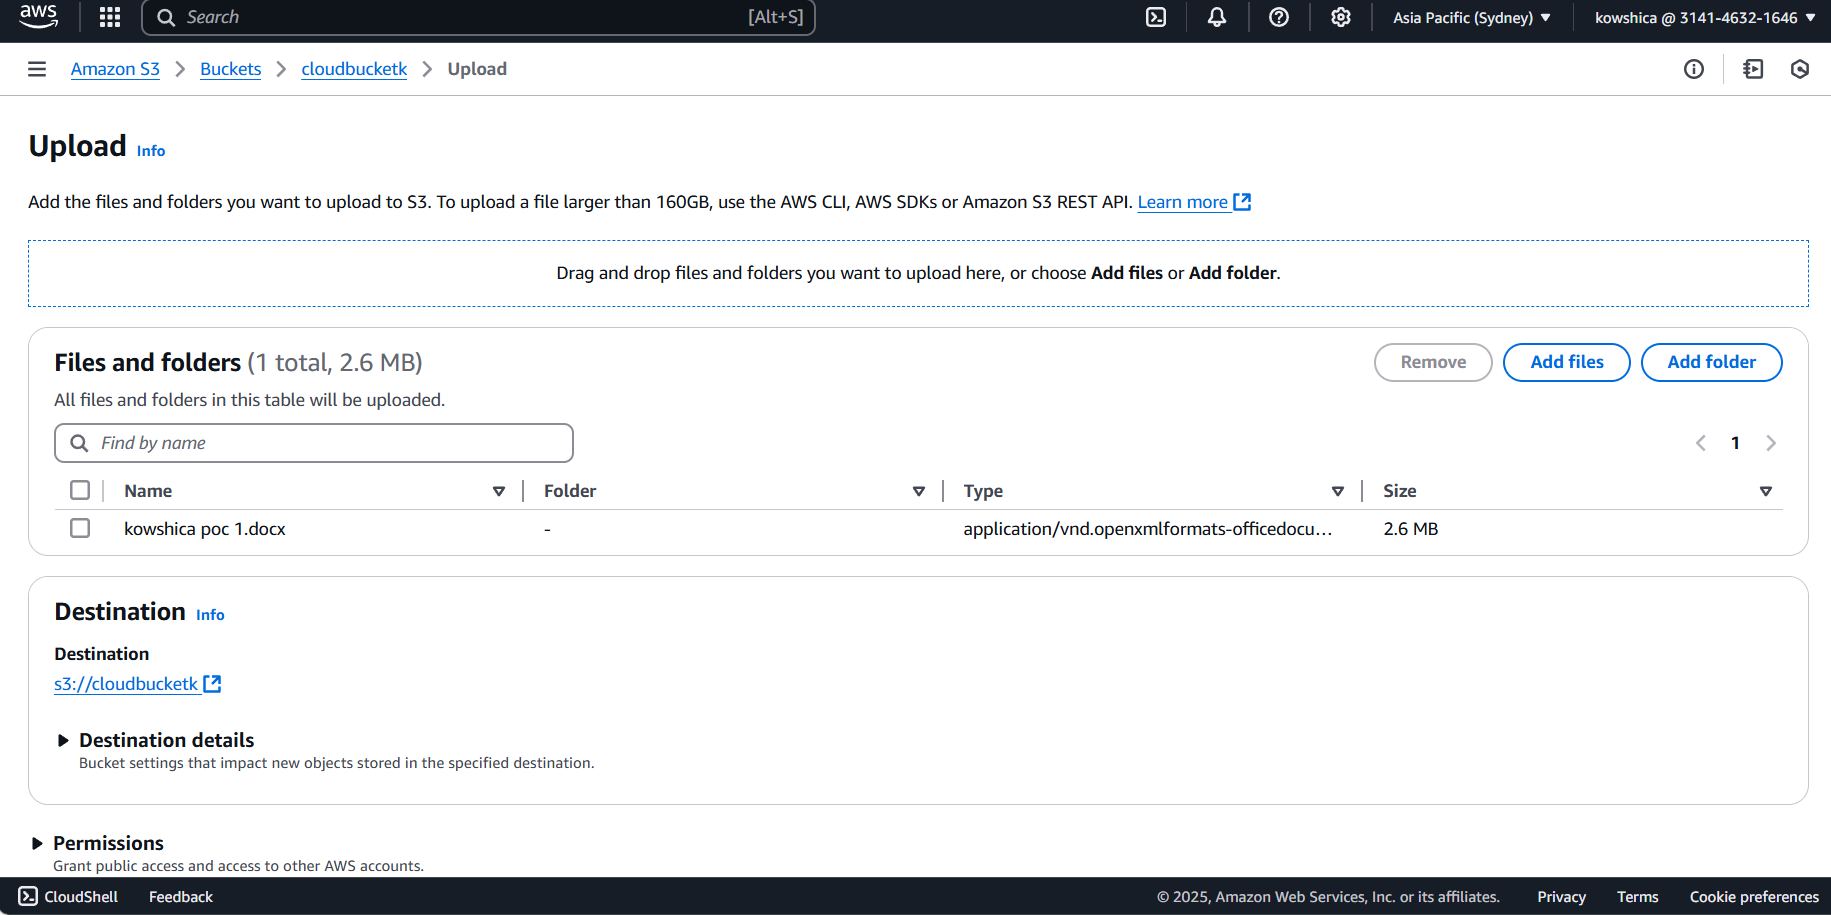 aws
Search [Alt+S]
Asia Pacific (Sydney) kowshica @ 3141-4632-1646
Amazon S3 Buckets cloudbucketk Upload
Upload Info
Add the files and folders you want to upload to S3. To upload a file larger than 160GB, use the AWS CLI, AWS SDKs or Amazon S3 REST API. Learn more
Drag and drop files and folders you want to upload here, or choose Add files or Add folder.
Files and folders (1 total, 2.6 MB)
Remove Add files Add folder
All files and folders in this table will be uploaded.
Find by name
1
Name Folder Type Size
kowshica poc 1.docx - application/vnd.openxmlformats-officedocu... 2.6 MB
Destination Info
Destination
s3://cloudbucketk
Destination details
Bucket settings that impact new objects stored in the specified destination.
Permissions
Grant public access and access to other AWS accounts.
CloudShell Feedback © 2025, Amazon Web Services, Inc. or its affiliates. Privacy Terms Cookie preferences